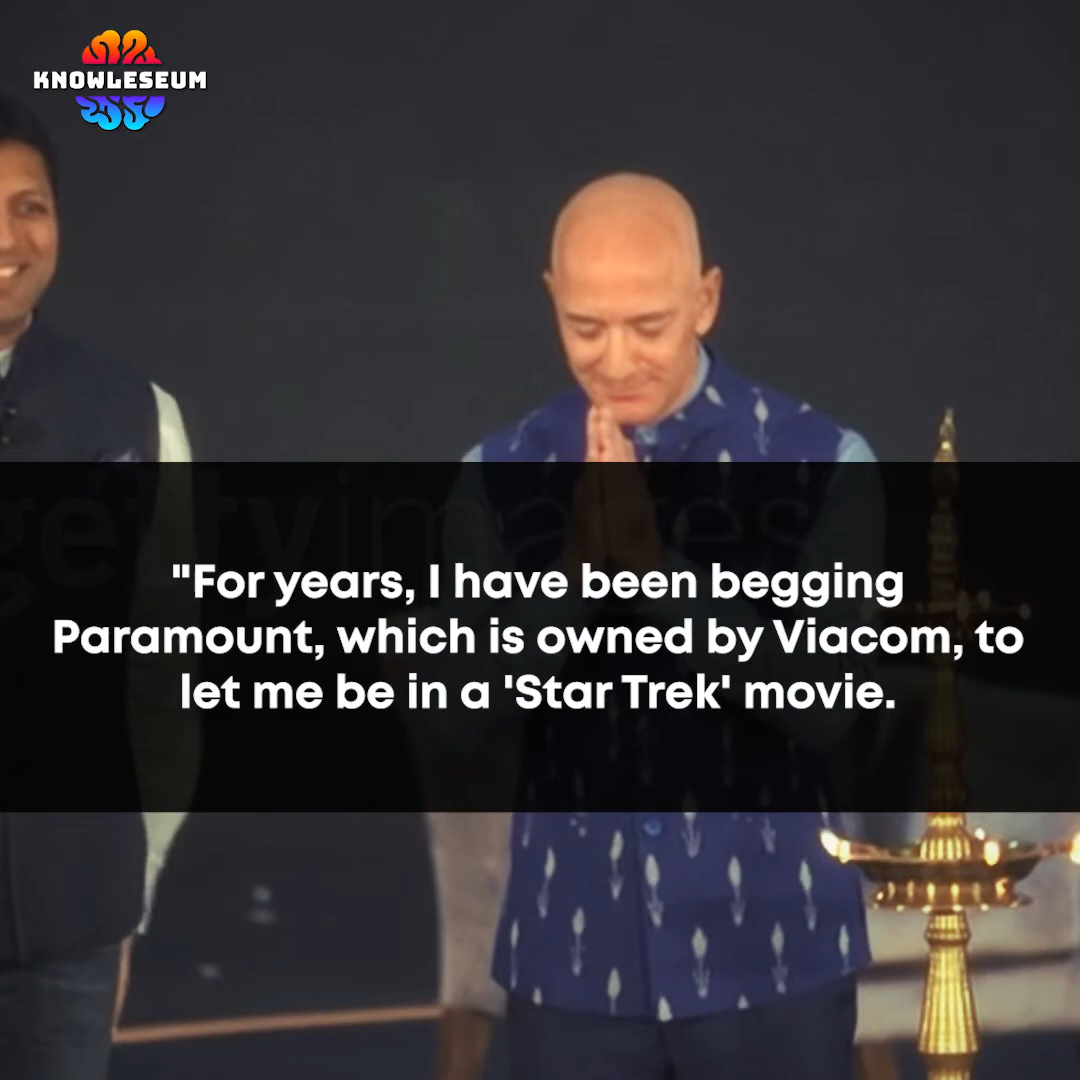 KNOWLESEUM
gettyimages
"For years, I have been begging
Paramount, which is owned by Viacom, to
let me be in a 'Star Trek' movie.